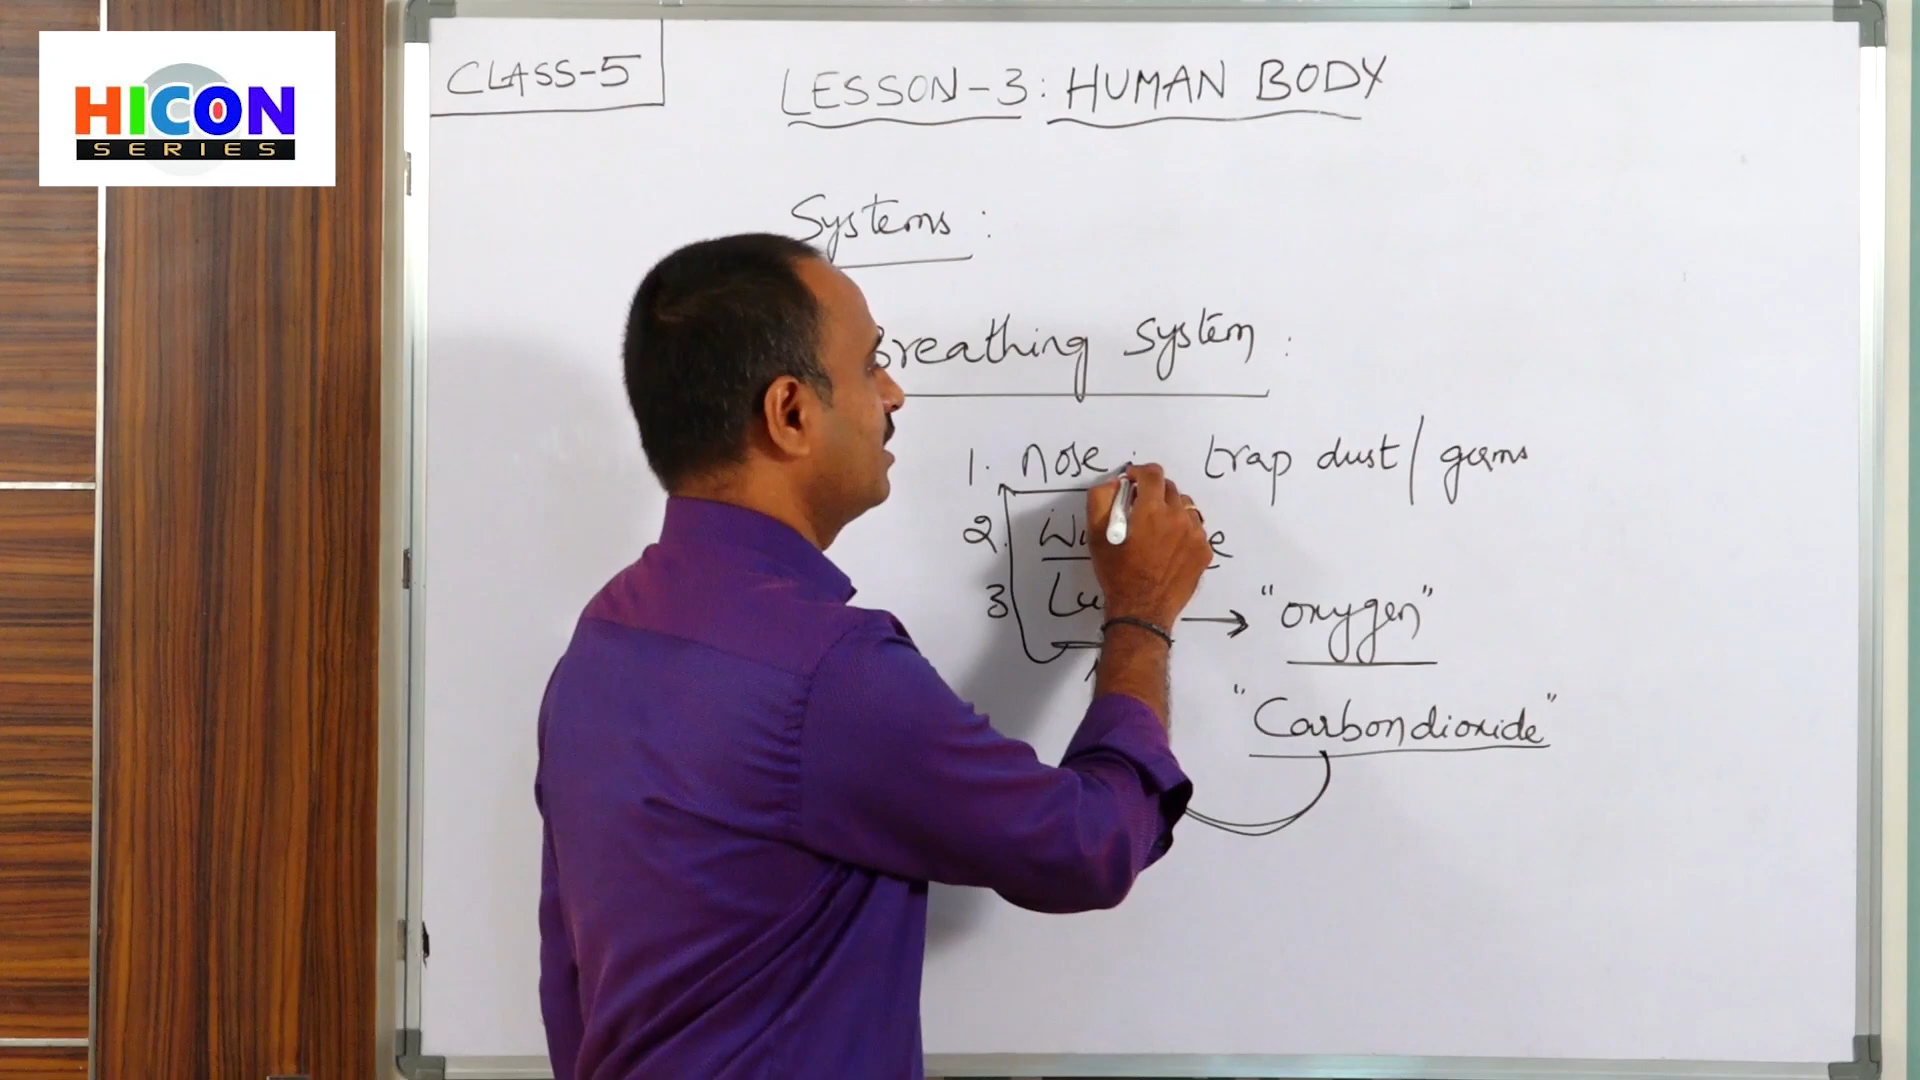 HICON
SERIES
CLASS-5
LESSON-3: HUMAN BODY
Systems:
Breathing System:
1. Nose: trap dust/germs
2.
3
→ "oxygen"
"Carbondioxide"